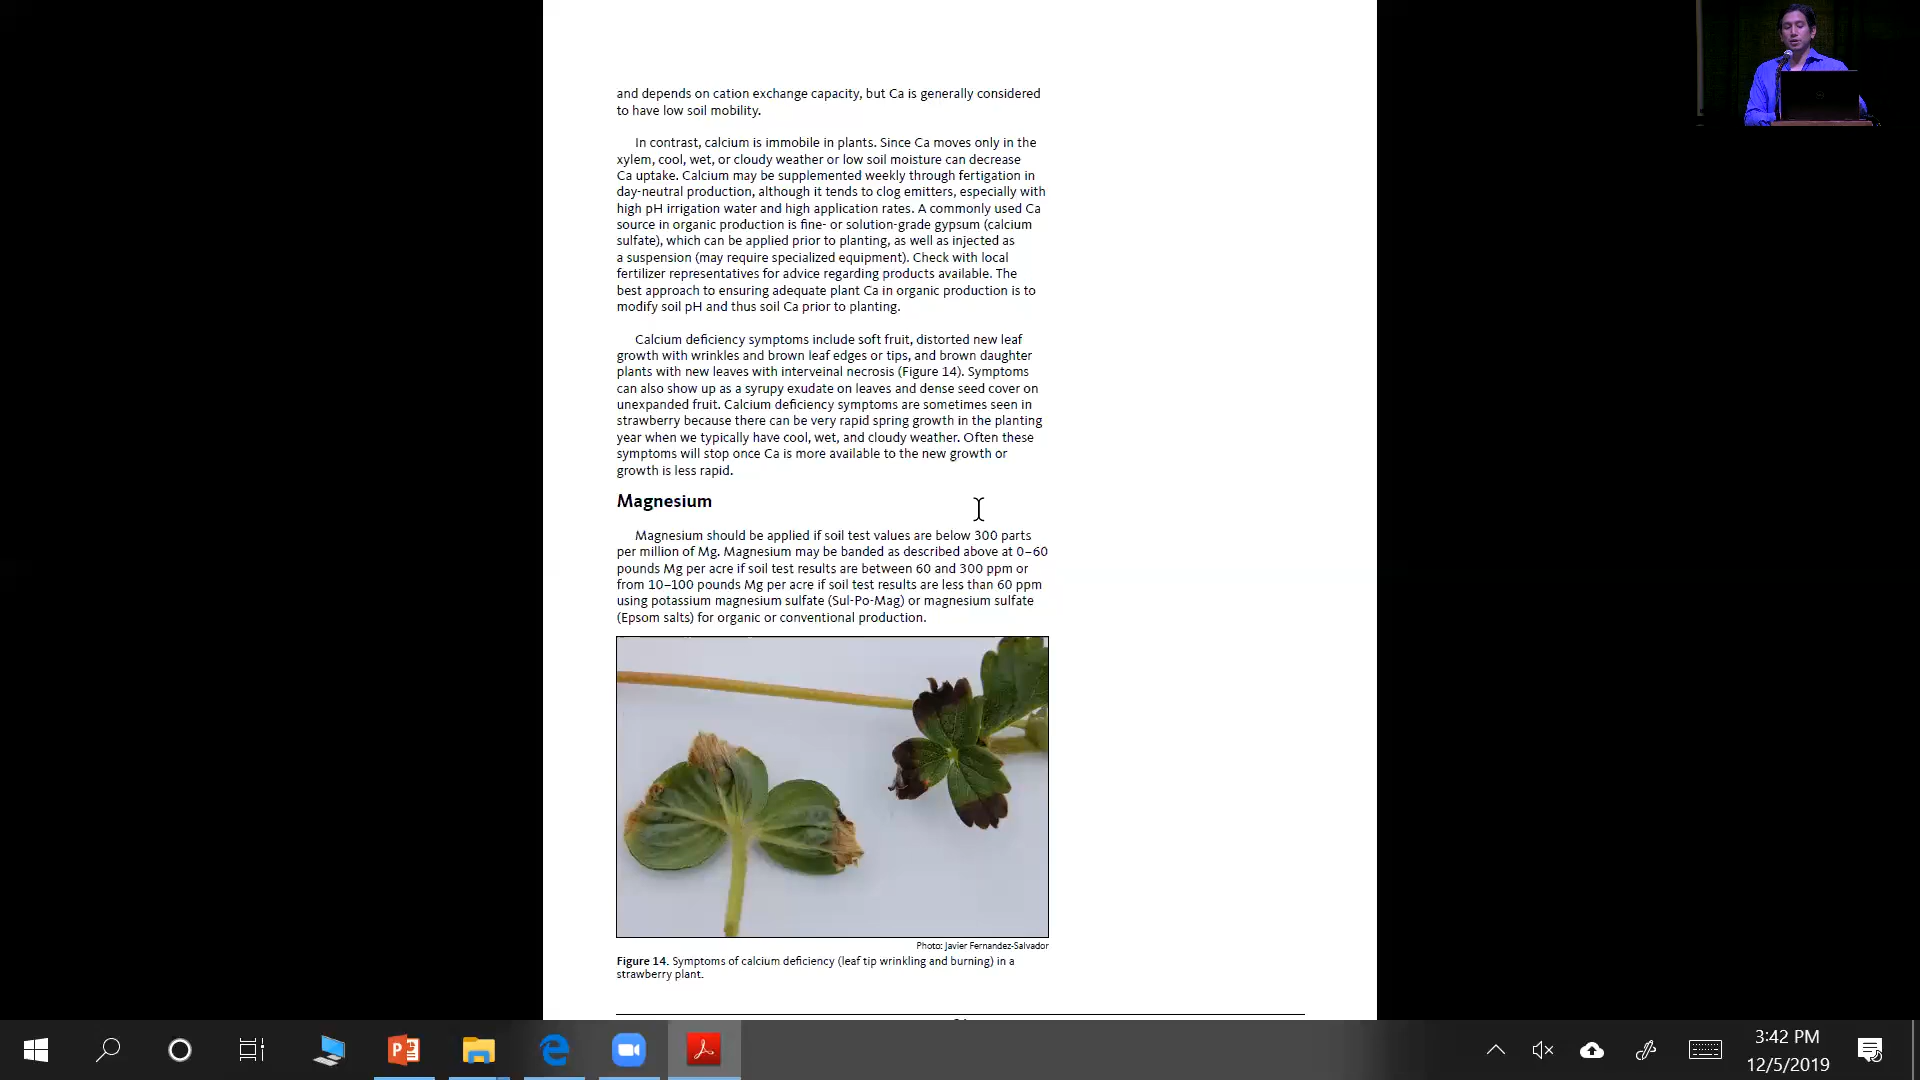 and depends on cation exchange capacity, but Ca is generally considered
to have low soil mobility.
In contrast, calcium is immobile in plants. Since Ca moves only in the
xylem, cool, wet, or cloudy weather or low soil moisture can decrease
Ca uptake. Calcium may be supplemented weekly through fertigation in
day-neutral production, although it tends to clog emitters, especially with
high pH irrigation water and high application rates. A commonly used Ca
source in organic production is fine- or solution-grade gypsum (calcium
sulfate), which can be applied prior to planting, as well as injected as
a suspension (may require specialized equipment). Check with local
fertilizer representatives for advice regarding products available. The
best approach to ensuring adequate plant Ca in organic production is to
modify soil pH and thus soil Ca prior to planting.
Calcium deficiency symptoms include soft fruit, distorted new leaf
growth with wrinkles and brown leaf edges or tips, and brown daughter
plants with new leaves with interveinal necrosis (Figure 14). Symptoms
can also show up as a syrupy exudate on leaves and dense seed cover on
unexpanded fruit. Calcium deficiency symptoms are sometimes seen in
strawberry because there can be very rapid spring growth in the planting
year when we typically have cool, wet, and cloudy weather. Often these
symptoms will stop once Ca is more available to the new growth or
growth is less rapid.
Magnesium
Magnesium should be applied if soil test values are below 300 parts
per million of Mg. Magnesium may be banded as described above at 0–60
pounds Mg per acre if soil test results are between 60 and 300 ppm or
from 10–100 pounds Mg per acre if soil test results are less than 60 ppm
using potassium magnesium sulfate (Sul-Po-Mag) or magnesium sulfate
(Epsom salts) for organic or conventional production.
Photo: Javier Fernandez-Salvador
Figure 14. Symptoms of calcium deficiency (leaf tip wrinkling and burning) in a
strawberry plant.
3:42 PM
12/5/2019